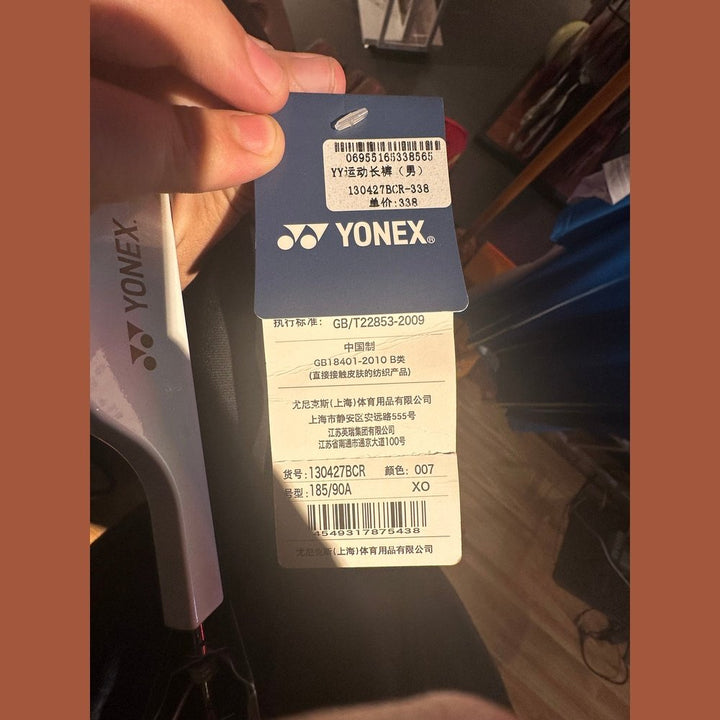 06955165338565
YY运动长裤（男）
130427BCR-338
单价:338
YONEX®
YONEX.
执行标准： GB/T22853-2009
中国制
GB18401-2010 B类
(直接接触皮肤的纺织产品)
尤尼克斯(上海)体育用品有限公司
上海市静安区安远路555号
江苏英瑞集团有限公司
江苏省南通市通京大道100号
货号:130427BCR 颜色: 007
号型:185/90A XO
4549317875438
尤尼克斯(上海)体育用品有限公司